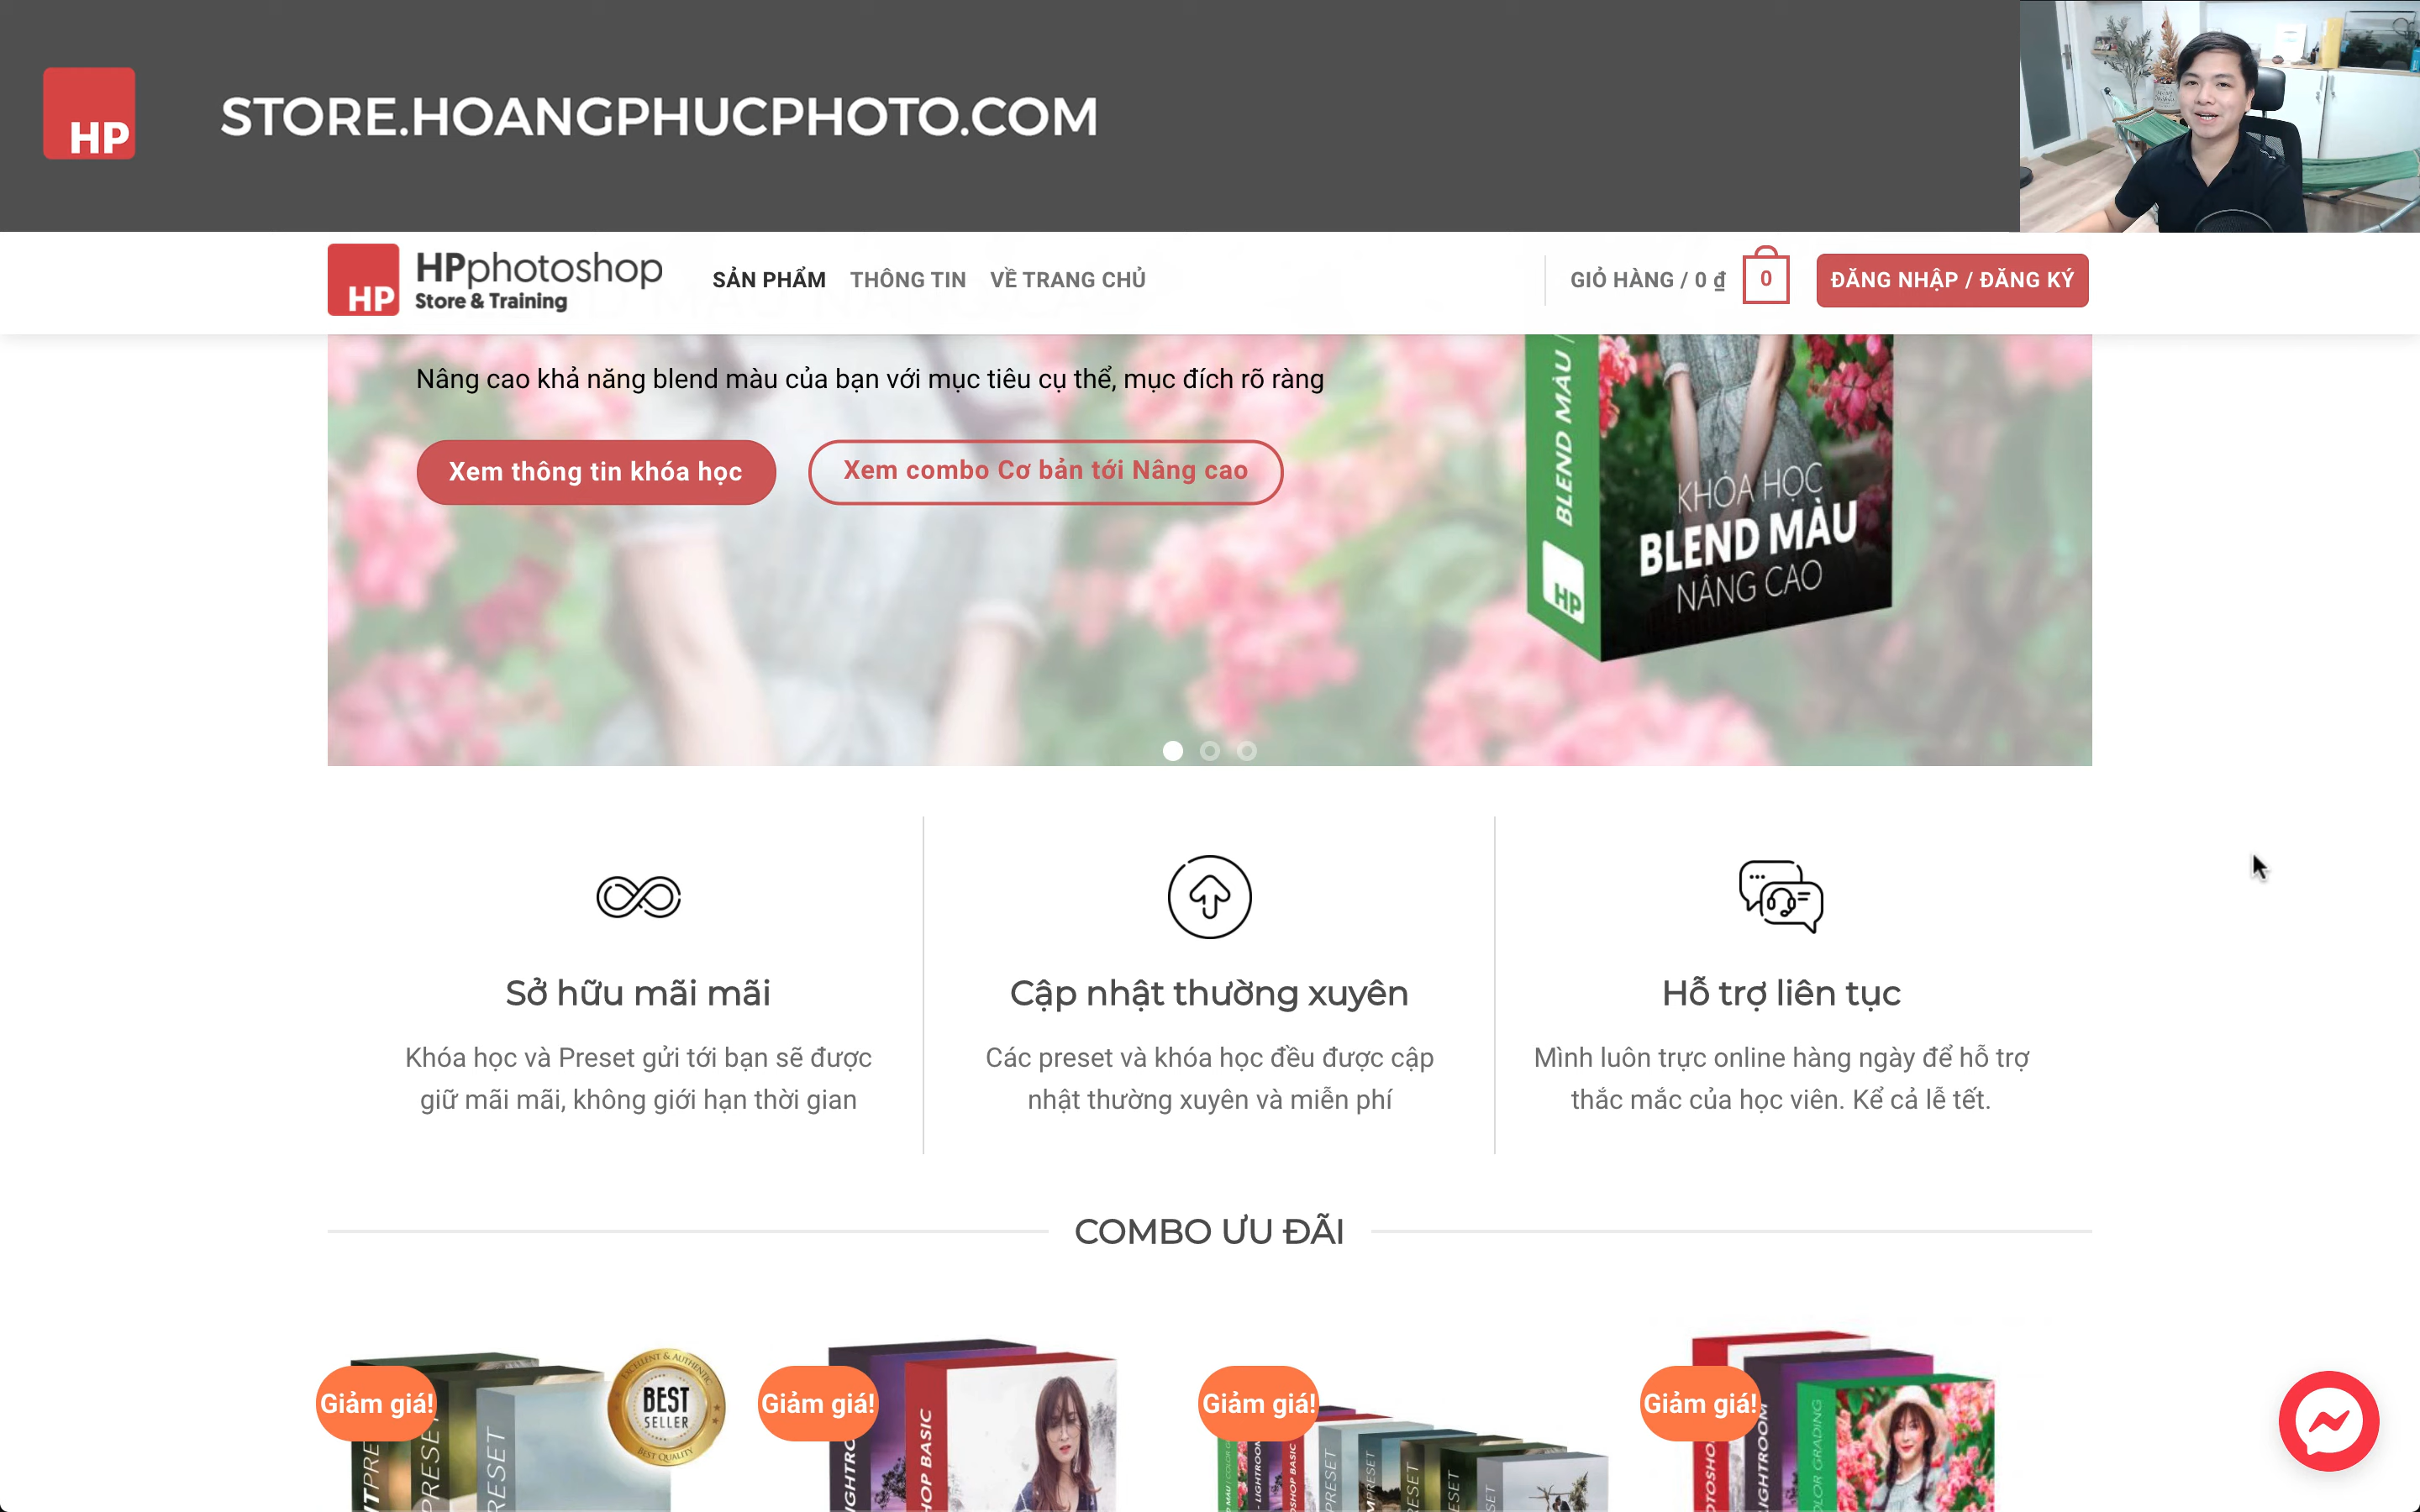 HP
STORE.HOANGPHUCPHOTO.COM
HP
HPphotoshop
Store & Training
SẢN PHẨM
THÔNG TIN
VỀ TRANG CHỦ
GIỎ HÀNG / 0 ₫
0
ĐĂNG NHẬP / ĐĂNG KÝ
Nâng cao khả năng blend màu của bạn với mục tiêu cụ thể, mục đích rõ ràng
Xem thông tin khóa học
Xem combo Cơ bản tới Nâng cao
BLEND MÀU
HP
KHÓA HỌC
BLEND MÀU
NÂNG CAO
Sở hữu mãi mãi
Khóa học và Preset gửi tới bạn sẽ được
giữ mãi mãi, không giới hạn thời gian
Cập nhật thường xuyên
Các preset và khóa học đều được cập
nhật thường xuyên và miễn phí
Hỗ trợ liên tục
Mình luôn trực online hàng ngày để hỗ trợ
thắc mắc của học viên. Kể cả lễ tết.
COMBO ƯU ĐÃI
Giảm giá!
EXCELLENT & AUTHENTIC
BEST
SELLER
BEST QUALITY
Giảm giá!
Giảm giá!
Giảm giá!